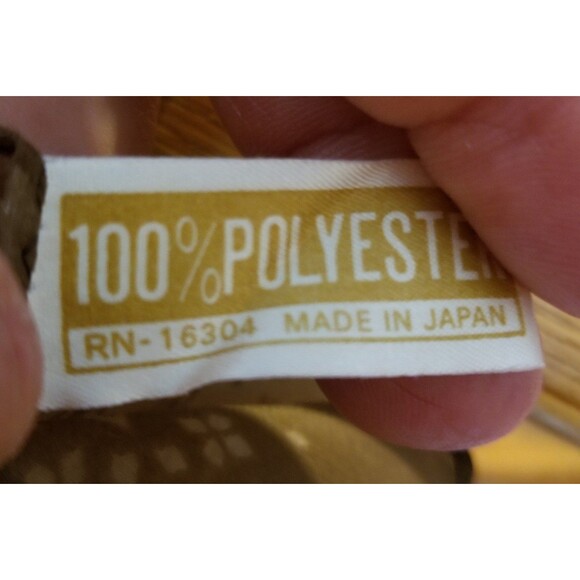 100% POLYESTER
RN-16304 MADE IN JAPAN